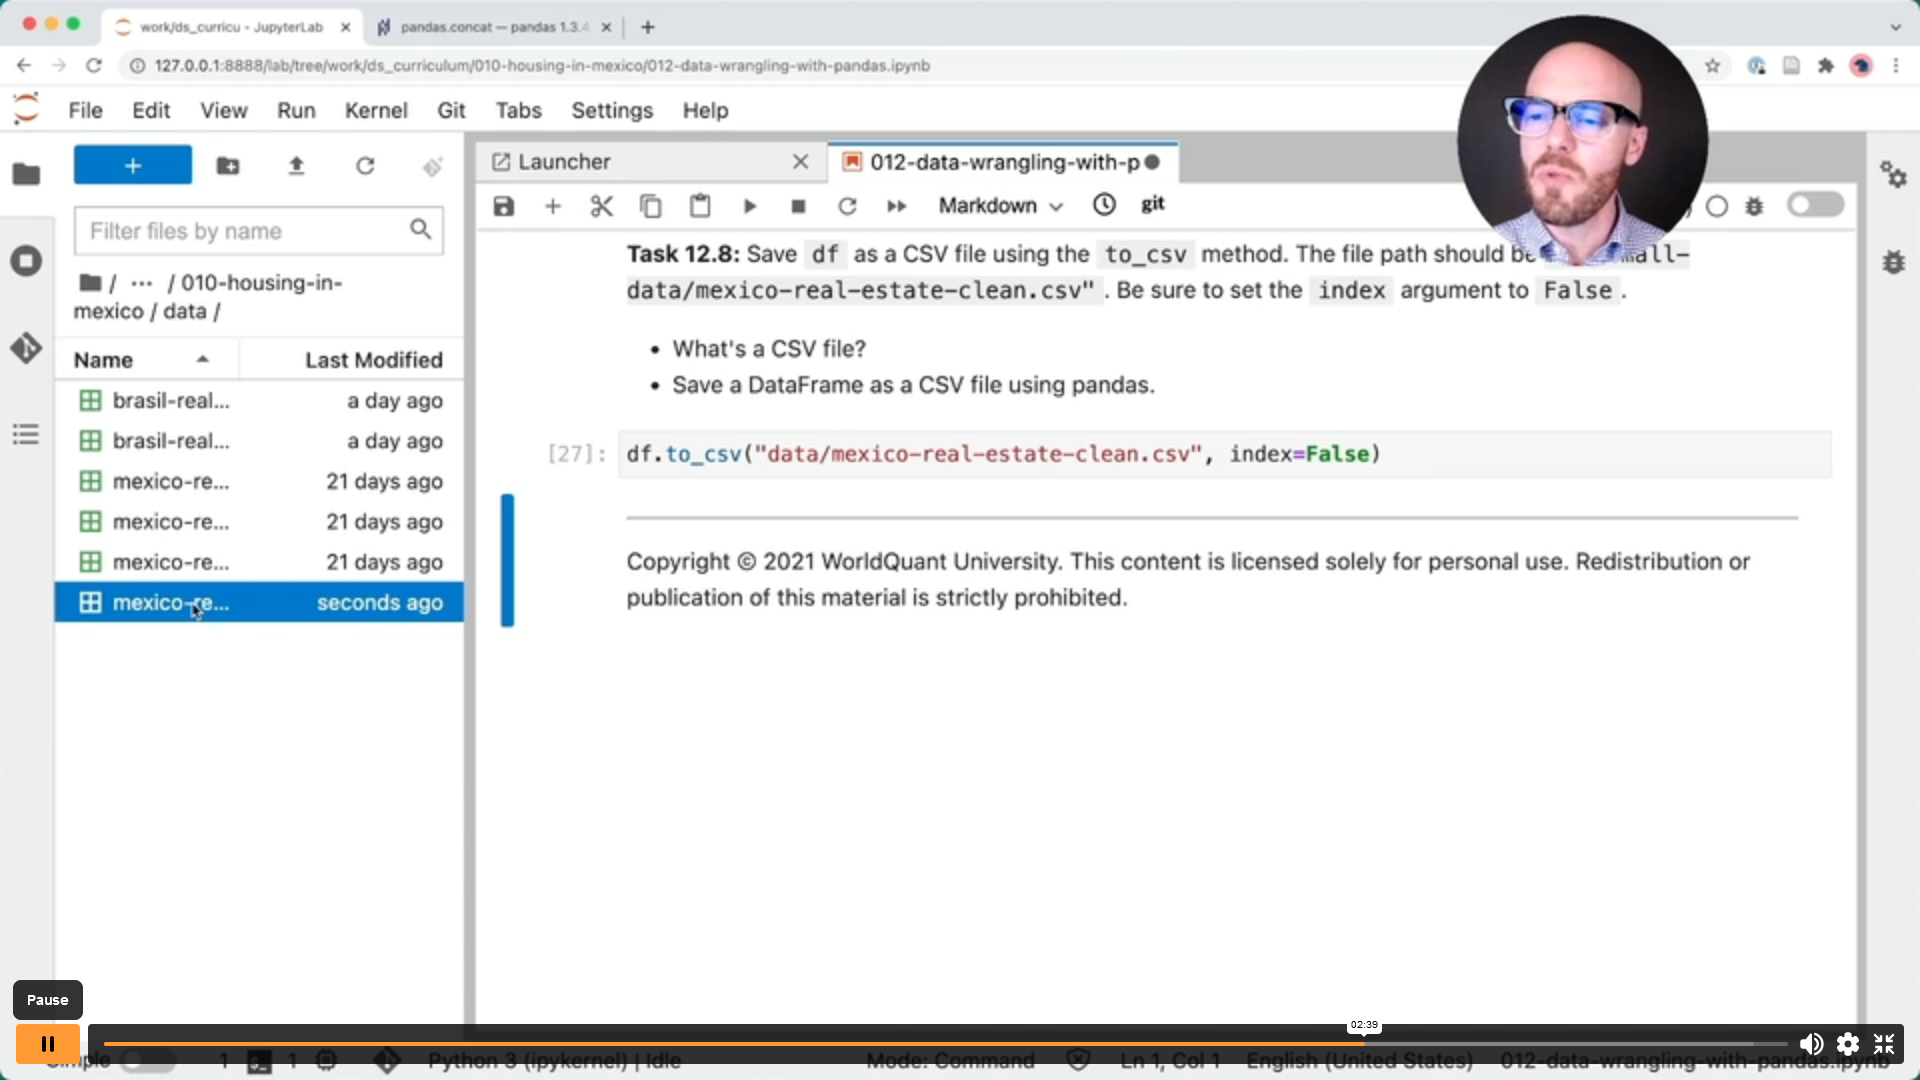 work/ds_curricu - JupyterLab
pandas.concat — pandas 1.3.4
127.0.0.1:8888/lab/tree/work/ds_curriculum/010-housing-in-mexico/012-data-wrangling-with-pandas.ipynb
File Edit View Run Kernel Git Tabs Settings Help
Launcher
012-data-wrangling-with-p
Markdown
git
Filter files by name
/ ··· / 010-housing-in-
mexico / data /
Name Last Modified
brasil-real... a day ago
brasil-real... a day ago
mexico-re... 21 days ago
mexico-re... 21 days ago
mexico-re... 21 days ago
mexico-re... seconds ago
Task 12.8: Save df as a CSV file using the to_csv method. The file path should be
data/mexico-real-estate-clean.csv" . Be sure to set the index argument to False .
• What's a CSV file?
• Save a DataFrame as a CSV file using pandas.
[27]: df.to_csv("data/mexico-real-estate-clean.csv", index=False)
Copyright © 2021 WorldQuant University. This content is licensed solely for personal use. Redistribution or
publication of this material is strictly prohibited.
Pause
02:39
1 1 Python 3 (ipykernel) | Idle Mode: Command Ln 1, Col 1 English (United States) 012-data-wrangling-with-pandas.ipynb